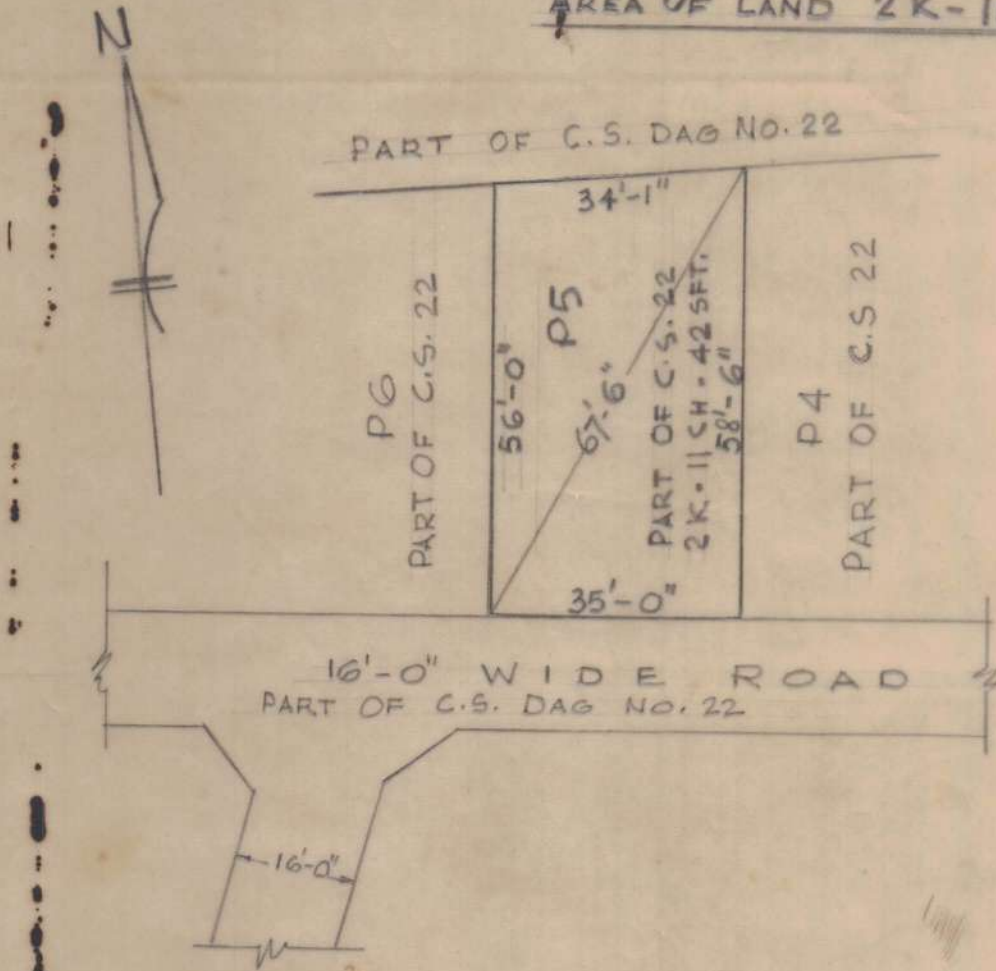 AREA OF LAND 2 K - 1
N
PART OF C.S. DAG NO. 22
34'-1"
P6
PART OF C.S. 22
56'-0"
P5
67'-6"
PART OF C.S. 22
2 K. 11 CH. 42 SFT.
58'-6"
P4
PART OF C.S 22
35'-0"
16'-0" WIDE ROAD
PART OF C.S. DAG NO. 22
16'-0"